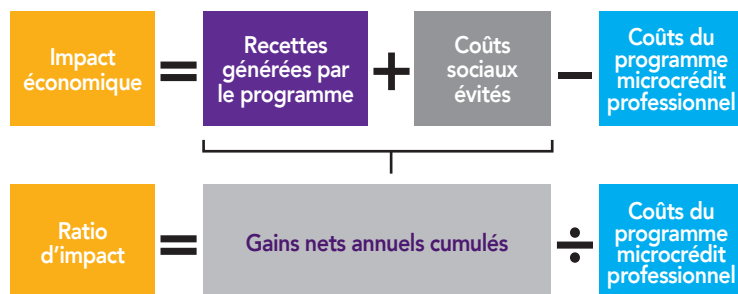 Impact
économique
=
Recettes
générées par
le programme
+
Coûts
sociaux
évités
–
Coûts du
programme
microcrédit
professionnel
Ratio
d'impact
=
Gains nets annuels cumulés
÷
Coûts du
programme
microcrédit
professionnel